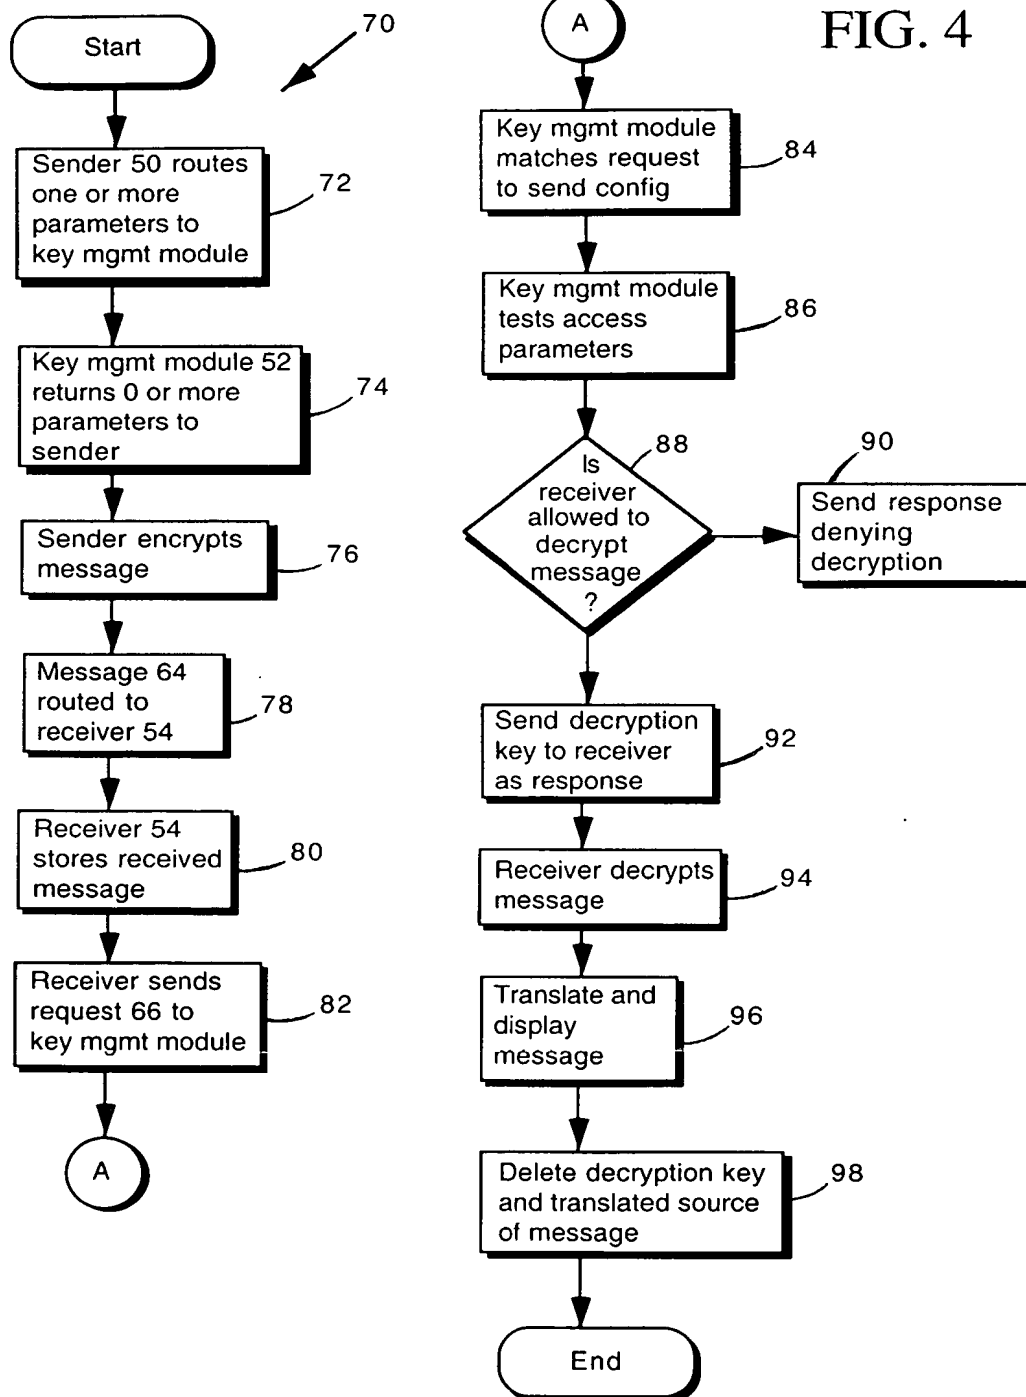 FIG. 4
70
Start
Sender 50 routes
one or more
parameters to
key mgmt module
72
Key mgmt module 52
returns 0 or more
parameters to
sender
74
Sender encrypts
message
76
Message 64
routed to
receiver 54
78
Receiver 54
stores received
message
80
Receiver sends
request 66 to
key mgmt module
82
A
A
Key mgmt module
matches request
to send config
84
Key mgmt module
tests access
parameters
86
Is
receiver
allowed to
decrypt
message
?
88
Send response
denying
decryption
90
Send decryption
key to receiver
as response
92
Receiver decrypts
message
94
Translate and
display
message
96
Delete decryption key
and translated source
of message
98
End